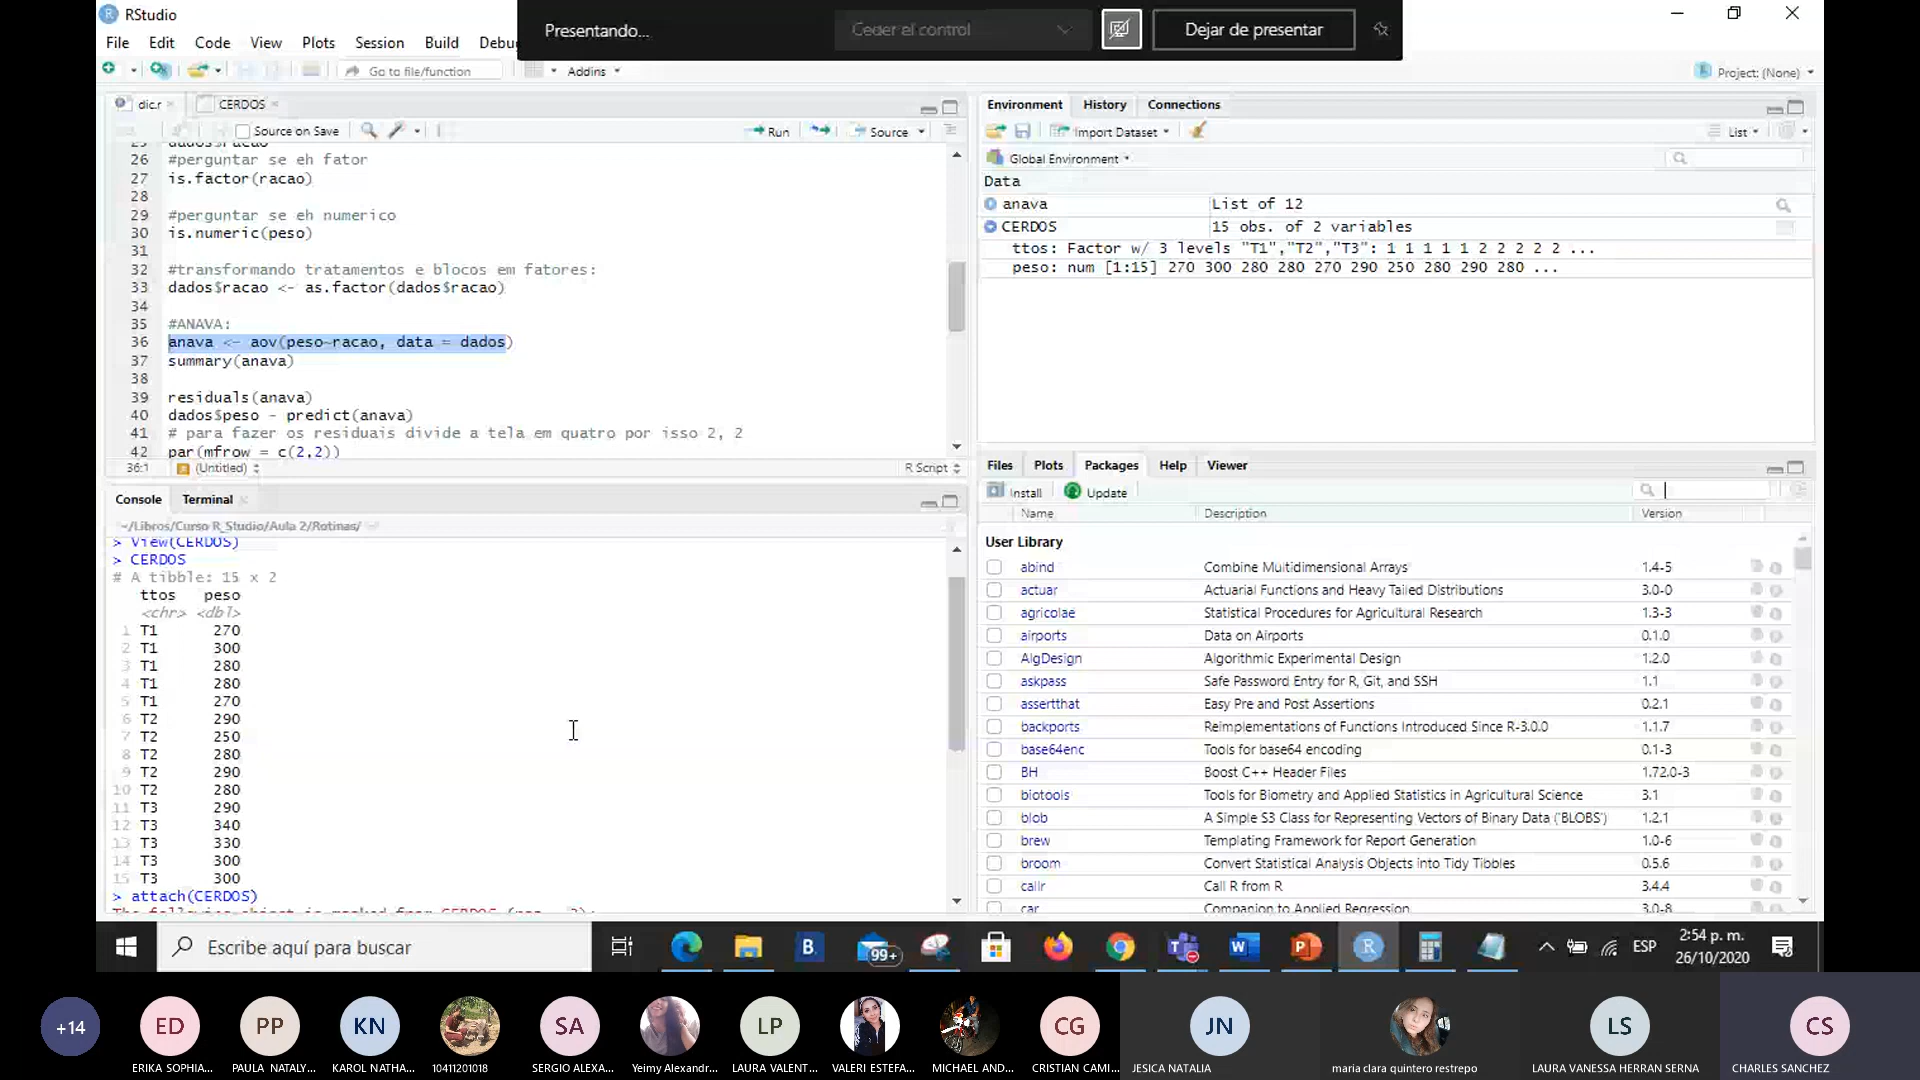 RStudio
Presentando...
Ceder el control
Dejar de presentar
File Edit Code View Plots Session Build Debu
Go to file/function
Addins
Project: (None)
dic.r
CERDOS
Source on Save
Run
Source
dados$racao
26 #perguntar se eh fator
27 is.factor(racao)
28
29 #perguntar se eh numerico
30 is.numeric(peso)
31
32 #transformando tratamentos e blocos em fatores:
33 dados$racao <- as.factor(dados$racao)
34
35 #ANAVA:
36 anava <- aov(peso~racao, data = dados)
37 summary(anava)
38
39 residuals(anava)
40 dados$peso - predict(anava)
41 # para fazer os residuais divide a tela em quatro por isso 2, 2
42 par(mfrow = c(2,2))
36:1 (Untitled) R Script
Console Terminal
~/Libros/Curso R_Studio/Aula 2/Rotinas/
> View(CERDOS)
> CERDOS
# A tibble: 15 x 2
ttos peso
<chr> <dbl>
1 T1 270
2 T1 300
3 T1 280
4 T1 280
5 T1 270
6 T2 290
7 T2 250
8 T2 280
9 T2 290
10 T2 280
11 T3 290
12 T3 340
13 T3 330
14 T3 300
15 T3 300
> attach(CERDOS)
Environment History Connections
Import Dataset
List
Global Environment
Data
anava List of 12
CERDOS 15 obs. of 2 variables
ttos: Factor w/ 3 levels "T1","T2","T3": 1 1 1 1 1 2 2 2 2 2 ...
peso: num [1:15] 270 300 280 280 270 290 250 280 290 280 ...
Files Plots Packages Help Viewer
Install Update
Name Description Version
User Library
abind Combine Multidimensional Arrays 1.4-5
actuar Actuarial Functions and Heavy Tailed Distributions 3.0-0
agricolae Statistical Procedures for Agricultural Research 1.3-3
airports Data on Airports 0.1.0
AlgDesign Algorithmic Experimental Design 1.2.0
askpass Safe Password Entry for R, Git, and SSH 1.1
assertthat Easy Pre and Post Assertions 0.2.1
backports Reimplementations of Functions Introduced Since R-3.0.0 1.1.7
base64enc Tools for base64 encoding 0.1-3
BH Boost C++ Header Files 1.72.0-3
biotools Tools for Biometry and Applied Statistics in Agricultural Science 3.1
blob A Simple S3 Class for Representing Vectors of Binary Data ('BLOBS') 1.2.1
brew Templating Framework for Report Generation 1.0-6
broom Convert Statistical Analysis Objects into Tidy Tibbles 0.5.6
callr Call R from R 3.4.4
car Companion to Applied Regression 3.0-8
Escribe aquí para buscar
B.
99+
ESP
2:54 p. m.
26/10/2020
+14
ED
PP
KN
SA
LP
CG
JN
LS
CS
ERIKA SOPHIA...
PAULA NATALY...
KAROL NATHA...
10411201018
SERGIO ALEXA...
Yeimy Alexandr...
LAURA VALENT...
VALERI ESTEFA...
MICHAEL AND...
CRISTIAN CAMI...
JESICA NATALIA
maria clara quintero restrepo
LAURA VANESSA HERRAN SERNA
CHARLES SANCHEZ